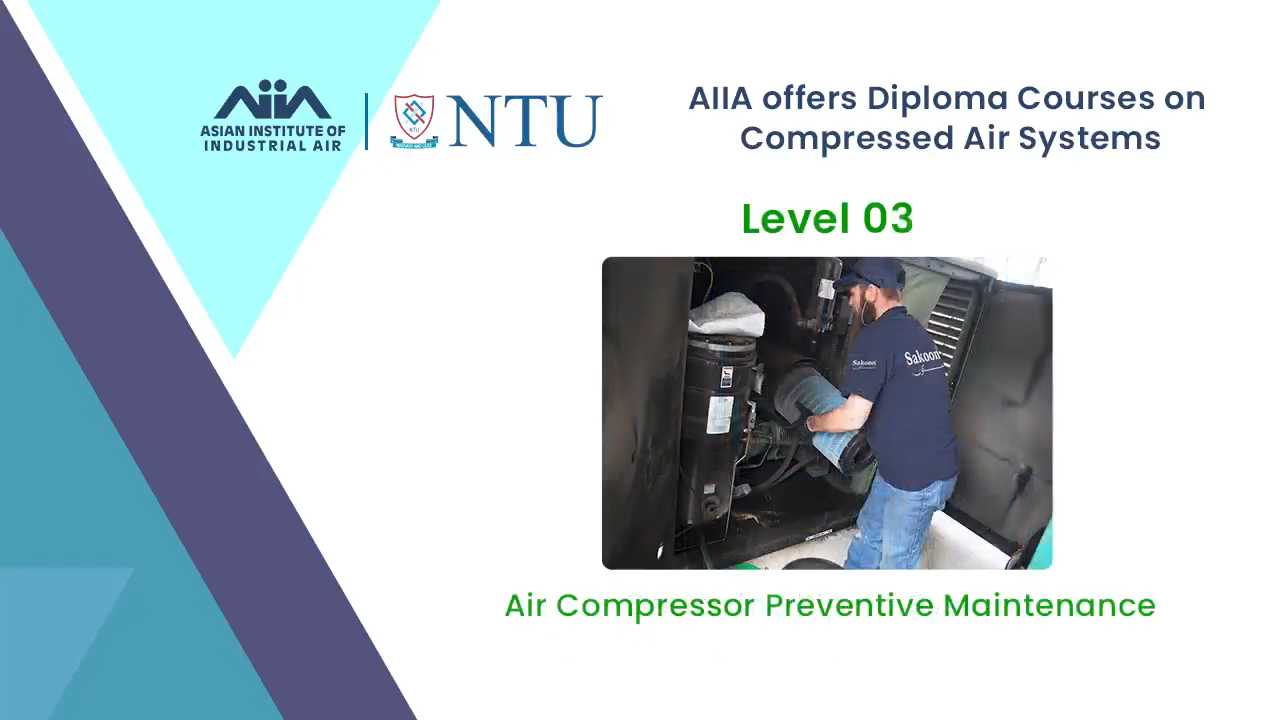 AIIA
ASIAN INSTITUTE OF
INDUSTRIAL AIR
NTU
NTU
AIIA offers Diploma Courses on
Compressed Air Systems
Level 03
Sakoon
Sakoon
Air Compressor Preventive Maintenance